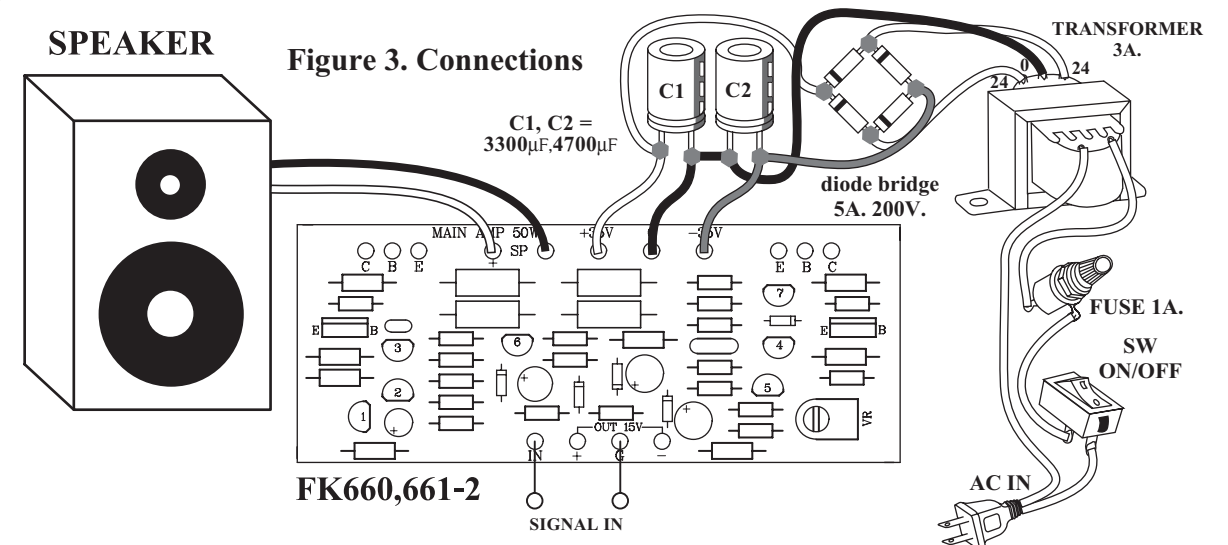 SPEAKER
Figure 3. Connections
C1
C2
C1, C2 =
3300µF,4700µF
TRANSFORMER
3A.
24
0
24
diode bridge
5A. 200V.
MAIN AMP 50W
SP
+
+35V
G
-35V
C B E
E B C
E B
3
6
7
4
E B
2
5
1
+
+
+
+
VR
OUT 15V
IN + G -
FUSE 1A.
SW
ON/OFF
AC IN
FK660,661-2
SIGNAL IN